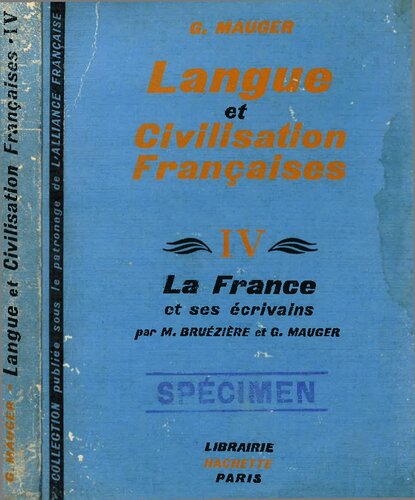 G. MAUGER • Langue et Civilisation Françaises • IV
COLLECTION publiée sous le patronage de L'ALLIANCE FRANÇAISE
G. MAUGER
Langue
et
Civilisation
Françaises
IV
La France
et ses écrivains
par M. BRUÉZIÈRE et G. MAUGER
SPÉCIMEN
LIBRAIRIE
HACHETTE
PARIS